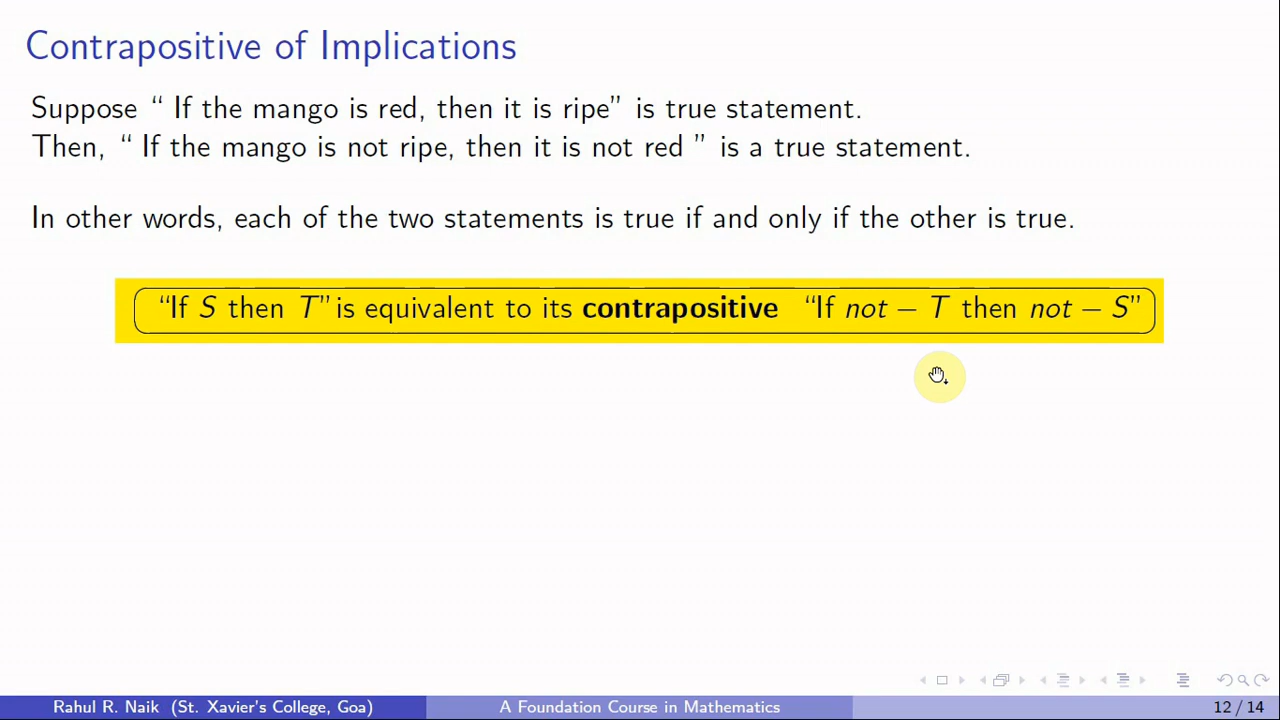 Contrapositive of Implications
Suppose “ If the mango is red, then it is ripe” is true statement.
Then, “ If the mango is not ripe, then it is not red ” is a true statement.
In other words, each of the two statements is true if and only if the other is true.
“If S then T” is equivalent to its contrapositive “If not − T then not − S”
Rahul R. Naik (St. Xavier's College, Goa) A Foundation Course in Mathematics 12 / 14